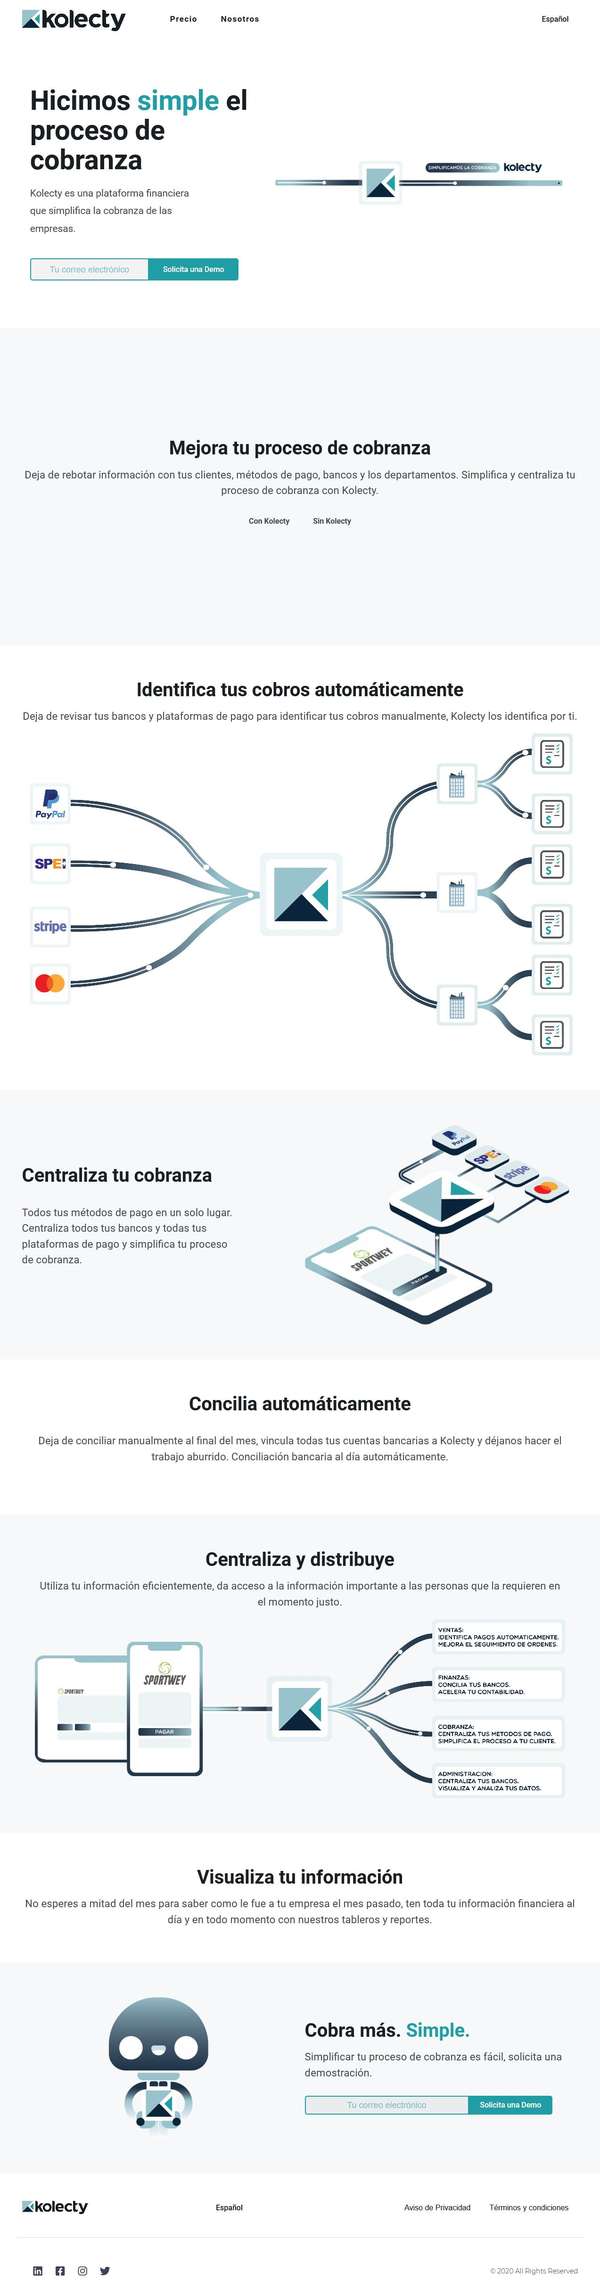 kolecty
Precio
Nosotros
Español
Hicimos simple el
proceso de
cobranza
Kolecty es una plataforma financiera
que simplifica la cobranza de las
empresas.
Tu correo electrónico
Solicita una Demo
SIMPLIFICAMOS LA COBRANZA
kolecty
Mejora tu proceso de cobranza
Deja de rebotar información con tus clientes, métodos de pago, bancos y los departamentos. Simplifica y centraliza tu
proceso de cobranza con Kolecty.
Con Kolecty
Sin Kolecty
Identifica tus cobros automáticamente
Deja de revisar tus bancos y plataformas de pago para identificar tus cobros manualmente, Kolecty los identifica por ti.
PayPal
SPEI
stripe
$
$
$
$
$
$
Centraliza tu cobranza
Todos tus métodos de pago en un solo lugar.
Centraliza todos tus bancos y todas tus
plataformas de pago y simplifica tu proceso
de cobranza.
PayPal
SPEI
stripe
SPORTWEY
PAGAR
Concilia automáticamente
Deja de conciliar manualmente al final del mes, vincula todas tus cuentas bancarias a Kolecty y déjanos hacer el
trabajo aburrido. Conciliación bancaria al día automáticamente.
Centraliza y distribuye
Utiliza tu información eficientemente, da acceso a la información importante a las personas que la requieren en
el momento justo.
SPORTWEY
SPORTWEY
PAGAR
VENTAS:
IDENTIFICA PAGOS AUTOMATICAMENTE.
MEJORA EL SEGUIMIENTO DE ORDENES.
FINANZAS:
CONCILIA TUS BANCOS.
ACELERA TU CONTABILIDAD.
COBRANZA:
CENTRALIZA TUS METODOS DE PAGO.
SIMPLIFICA EL PROCESO A TU CLIENTE.
ADMINISTRACION:
CENTRALIZA TUS BANCOS.
VISUALIZA Y ANALIZA TUS DATOS.
Visualiza tu información
No esperes a mitad del mes para saber como le fue a tu empresa el mes pasado, ten toda tu información financiera al
día y en todo momento con nuestros tableros y reportes.
Cobra más. Simple.
Simplificar tu proceso de cobranza es fácil, solicita una
demostración.
Tu correo electrónico
Solicita una Demo
kolecty
Español
Aviso de Privacidad
Términos y condiciones
© 2020 All Rights Reserved